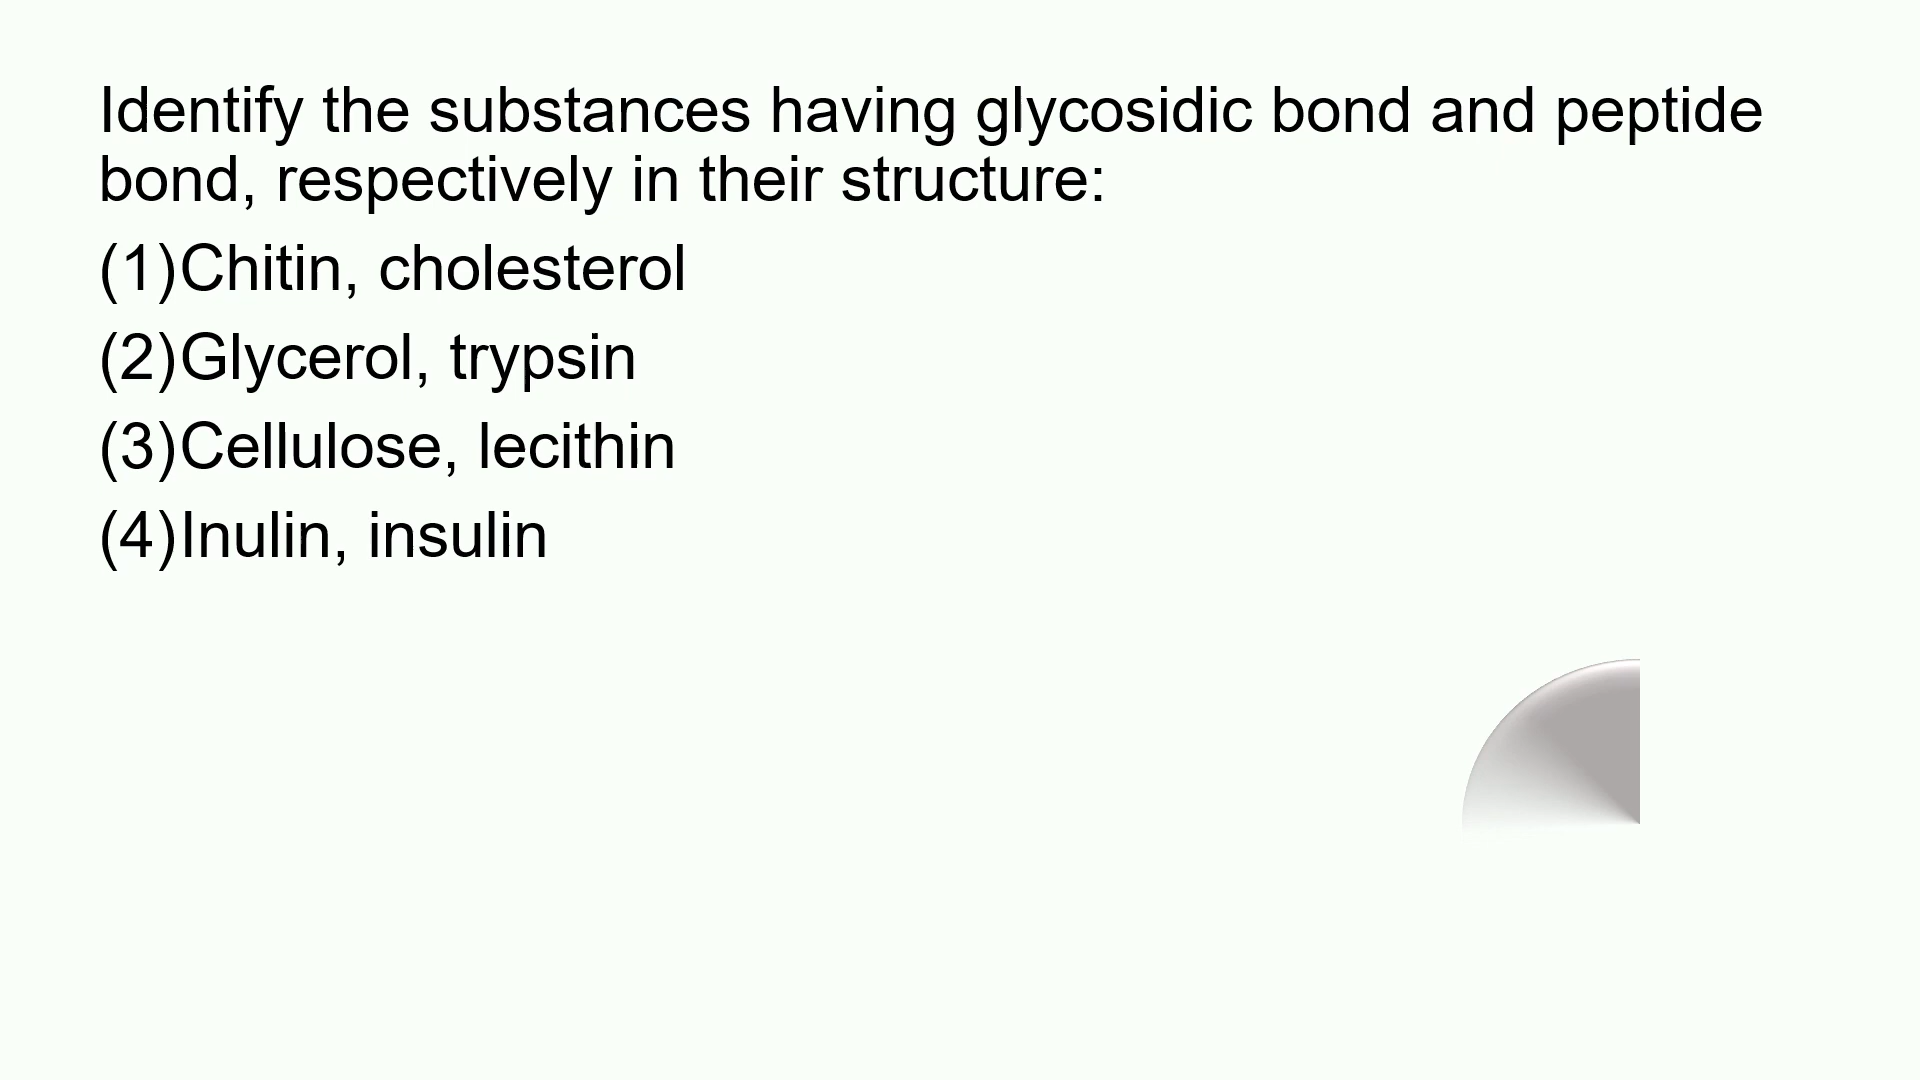 Identify the substances having glycosidic bond and peptide
bond, respectively in their structure:
(1)Chitin, cholesterol
(2)Glycerol, trypsin
(3)Cellulose, lecithin
(4)Inulin, insulin